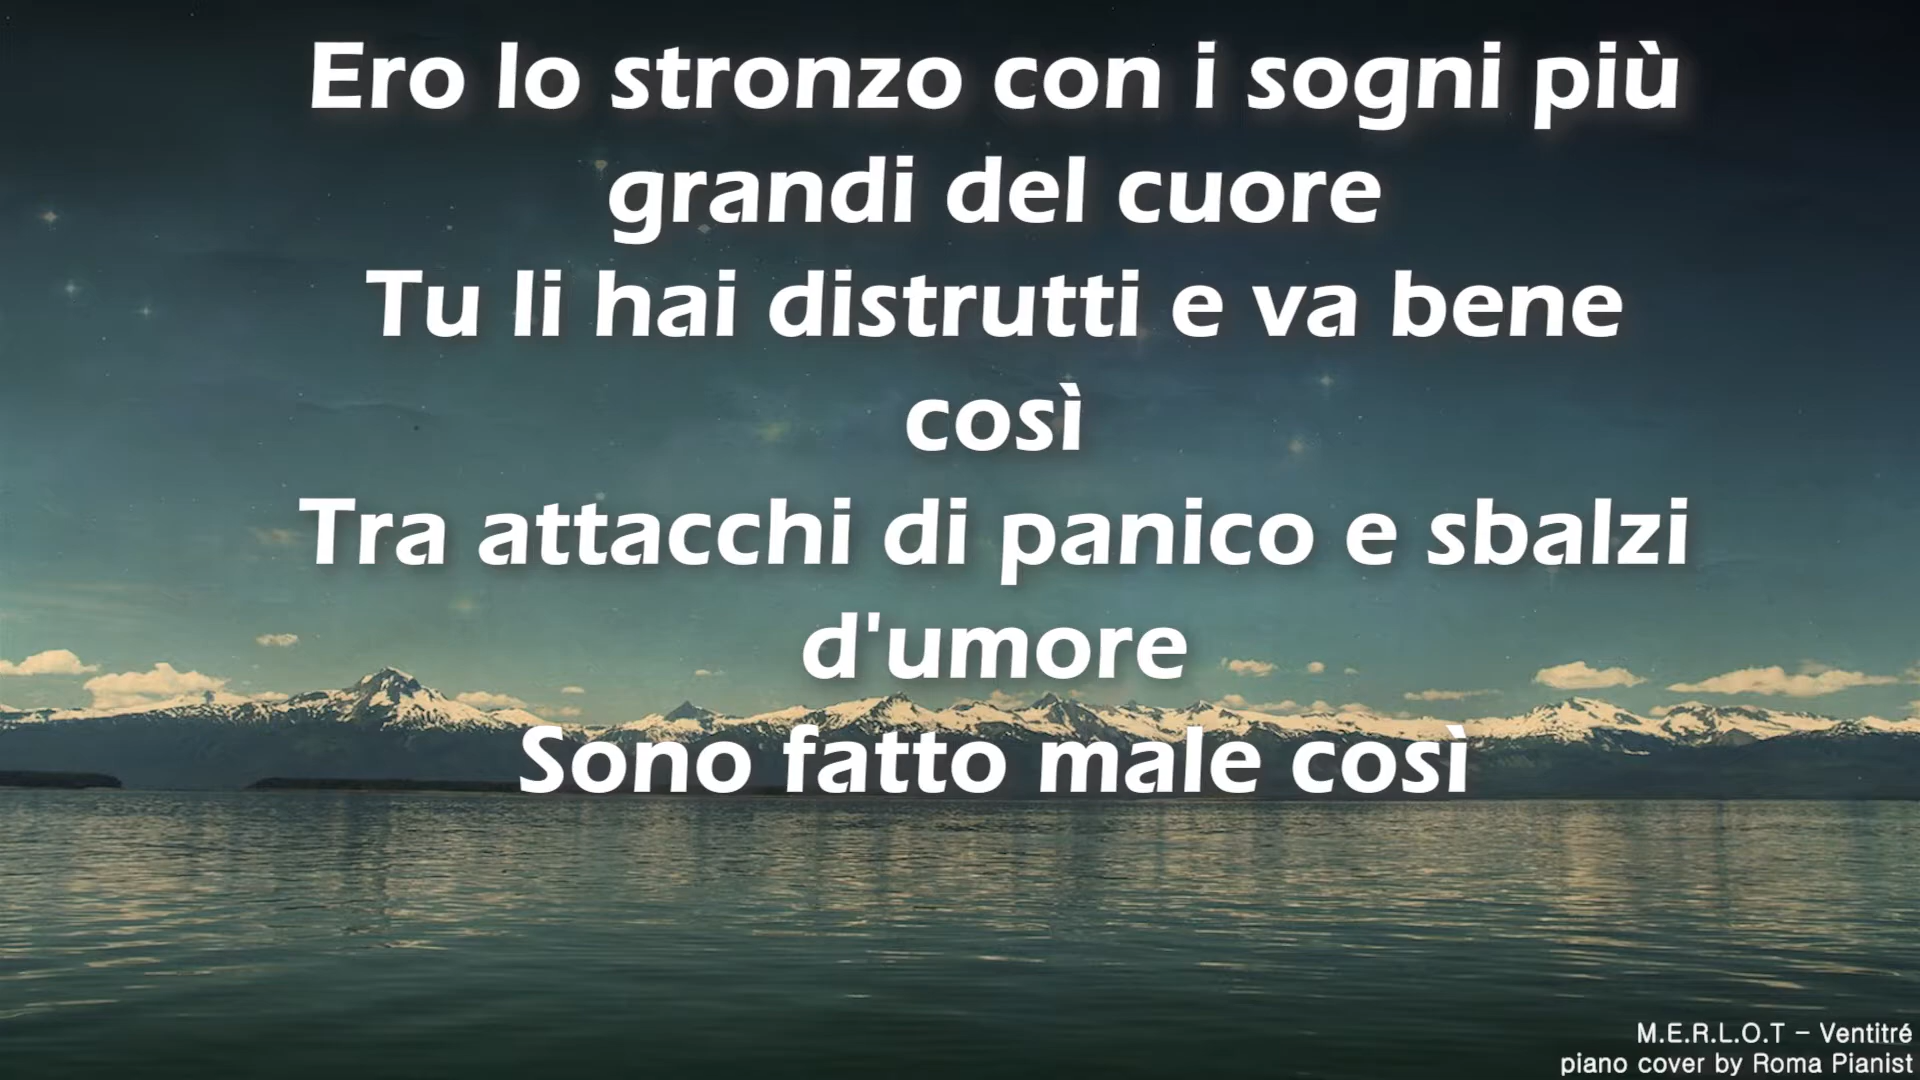 Ero lo stronzo con i sogni più
grandi del cuore
Tu li hai distrutti e va bene
così
Tra attacchi di panico e sbalzi
d'umore
Sono fatto male così
M.E.R.L.O.T - Ventitré
piano cover by Roma Pianist